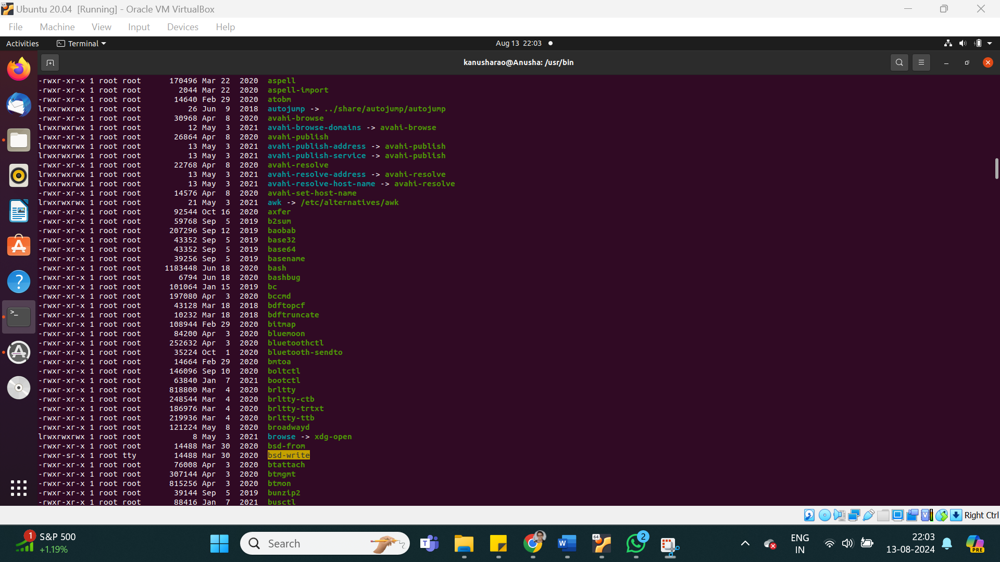 Ubuntu 20.04 [Running] - Oracle VM VirtualBox
File Machine View Input Devices Help
Activities Terminal Aug 13 22:03
kanusharao@Anusha: /usr/bin
-rwxr-xr-x 1 root root 170496 Mar 22 2020 aspell
-rwxr-xr-x 1 root root 2044 Mar 22 2020 aspell-import
-rwxr-xr-x 1 root root 14640 Feb 29 2020 atobm
lrwxrwxrwx 1 root root 26 Jun 9 2018 autojump -> ../share/autojump/autojump
-rwxr-xr-x 1 root root 30968 Apr 8 2020 avahi-browse
lrwxrwxrwx 1 root root 12 May 3 2021 avahi-browse-domains -> avahi-browse
-rwxr-xr-x 1 root root 26864 Apr 8 2020 avahi-publish
lrwxrwxrwx 1 root root 13 May 3 2021 avahi-publish-address -> avahi-publish
lrwxrwxrwx 1 root root 13 May 3 2021 avahi-publish-service -> avahi-publish
-rwxr-xr-x 1 root root 22768 Apr 8 2020 avahi-resolve
lrwxrwxrwx 1 root root 13 May 3 2021 avahi-resolve-address -> avahi-resolve
lrwxrwxrwx 1 root root 13 May 3 2021 avahi-resolve-host-name -> avahi-resolve
-rwxr-xr-x 1 root root 14576 Apr 8 2020 avahi-set-host-name
lrwxrwxrwx 1 root root 21 May 3 2021 awk -> /etc/alternatives/awk
-rwxr-xr-x 1 root root 92544 Oct 16 2020 axfer
-rwxr-xr-x 1 root root 59768 Sep 5 2019 b2sum
-rwxr-xr-x 1 root root 207296 Sep 12 2019 baobab
-rwxr-xr-x 1 root root 43352 Sep 5 2019 base32
-rwxr-xr-x 1 root root 43352 Sep 5 2019 base64
-rwxr-xr-x 1 root root 39256 Sep 5 2019 basename
-rwxr-xr-x 1 root root 1183448 Jun 18 2020 bash
-rwxr-xr-x 1 root root 6794 Jun 18 2020 bashbug
-rwxr-xr-x 1 root root 101064 Jan 15 2019 bc
-rwxr-xr-x 1 root root 197080 Apr 3 2020 bccmd
-rwxr-xr-x 1 root root 43128 Mar 18 2018 bdftopcf
-rwxr-xr-x 1 root root 10232 Mar 18 2018 bdftruncate
-rwxr-xr-x 1 root root 108944 Feb 29 2020 bitmap
-rwxr-xr-x 1 root root 84200 Apr 3 2020 bluemoon
-rwxr-xr-x 1 root root 252632 Apr 3 2020 bluetoothctl
-rwxr-xr-x 1 root root 35224 Oct 1 2020 bluetooth-sendto
-rwxr-xr-x 1 root root 14664 Feb 29 2020 bmtoa
-rwxr-xr-x 1 root root 146096 Sep 10 2020 boltctl
-rwxr-xr-x 1 root root 63840 Jan 7 2021 bootctl
-rwxr-xr-x 1 root root 818800 Mar 4 2020 brltty
-rwxr-xr-x 1 root root 248544 Mar 4 2020 brltty-ctb
-rwxr-xr-x 1 root root 186976 Mar 4 2020 brltty-trtxt
-rwxr-xr-x 1 root root 219936 Mar 4 2020 brltty-ttb
-rwxr-xr-x 1 root root 121224 May 8 2020 broadwayd
lrwxrwxrwx 1 root root 8 May 3 2021 browse -> xdg-open
-rwxr-xr-x 1 root root 14488 Mar 30 2020 bsd-from
-rwxr-sr-x 1 root tty 14488 Mar 30 2020 bsd-write
-rwxr-xr-x 1 root root 76008 Apr 3 2020 btattach
-rwxr-xr-x 1 root root 307144 Apr 3 2020 btmgmt
-rwxr-xr-x 1 root root 815256 Apr 3 2020 btmon
-rwxr-xr-x 1 root root 39144 Sep 5 2019 bunzip2
-rwxr-xr-x 1 root root 88416 Jan 7 2021 busctl
Right Ctrl
1 S&P 500
+1.19%
Search
64
2
ENG
IN
22:03
13-08-2024
PRE